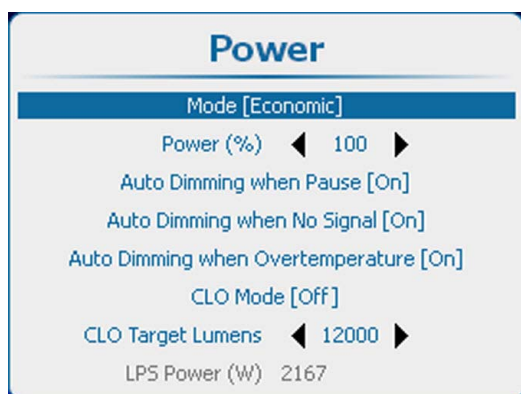 Power
Mode [Economic]
Power (%) 100
Auto Dimming when Pause [On]
Auto Dimming when No Signal [On]
Auto Dimming when Overtemperature [On]
CLO Mode [Off]
CLO Target Lumens 12000
LPS Power (W) 2167